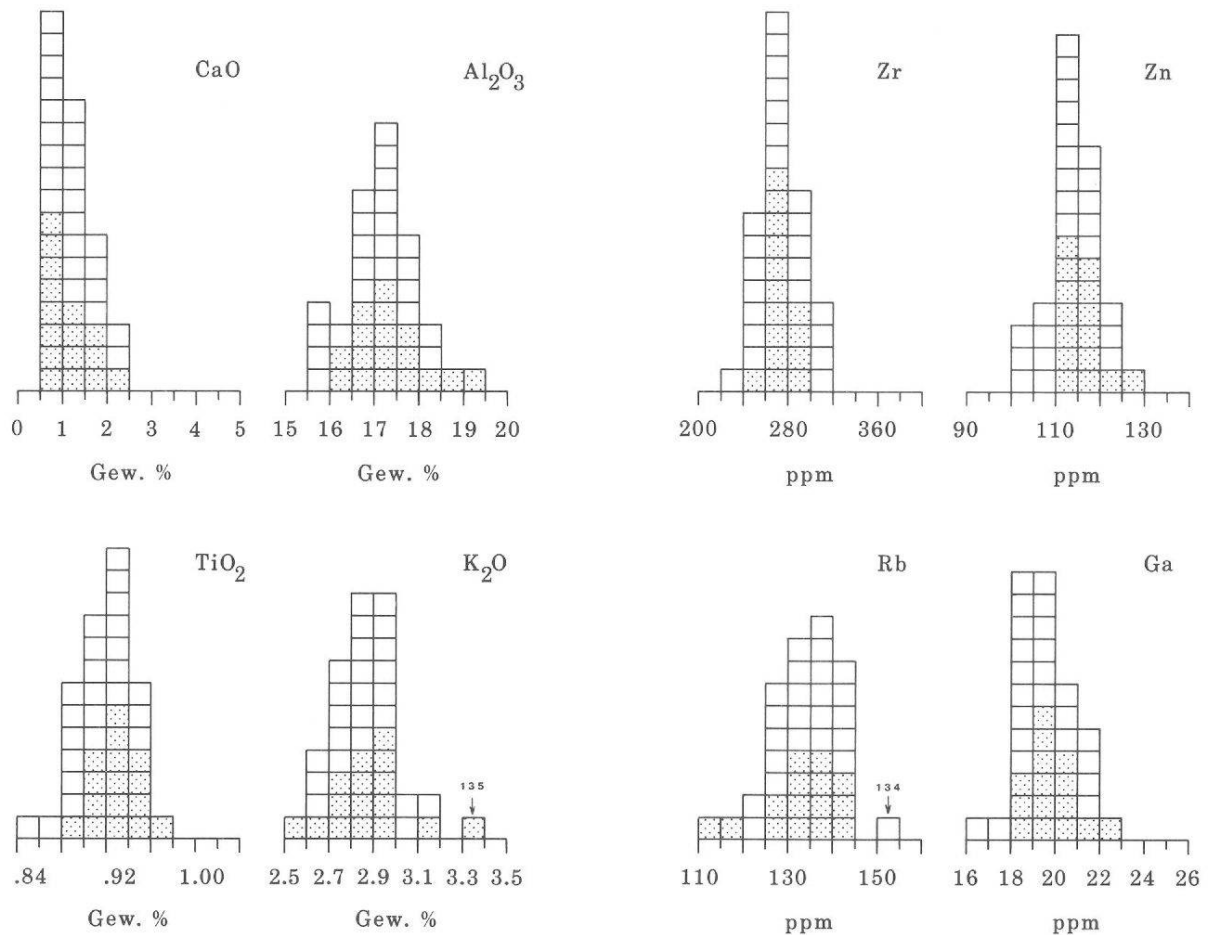 CaO
Al2O3
Zr
Zn
0 1 2 3 4 5
15 16 17 18 19 20
200 280 360
90 110 130
Gew. %
Gew. %
ppm
ppm
TiO2
K2O
Rb
Ga
135
134
.84 .92 1.00
2.5 2.7 2.9 3.1 3.3 3.5
110 130 150
16 18 20 22 24 26
Gew. %
Gew. %
ppm
ppm